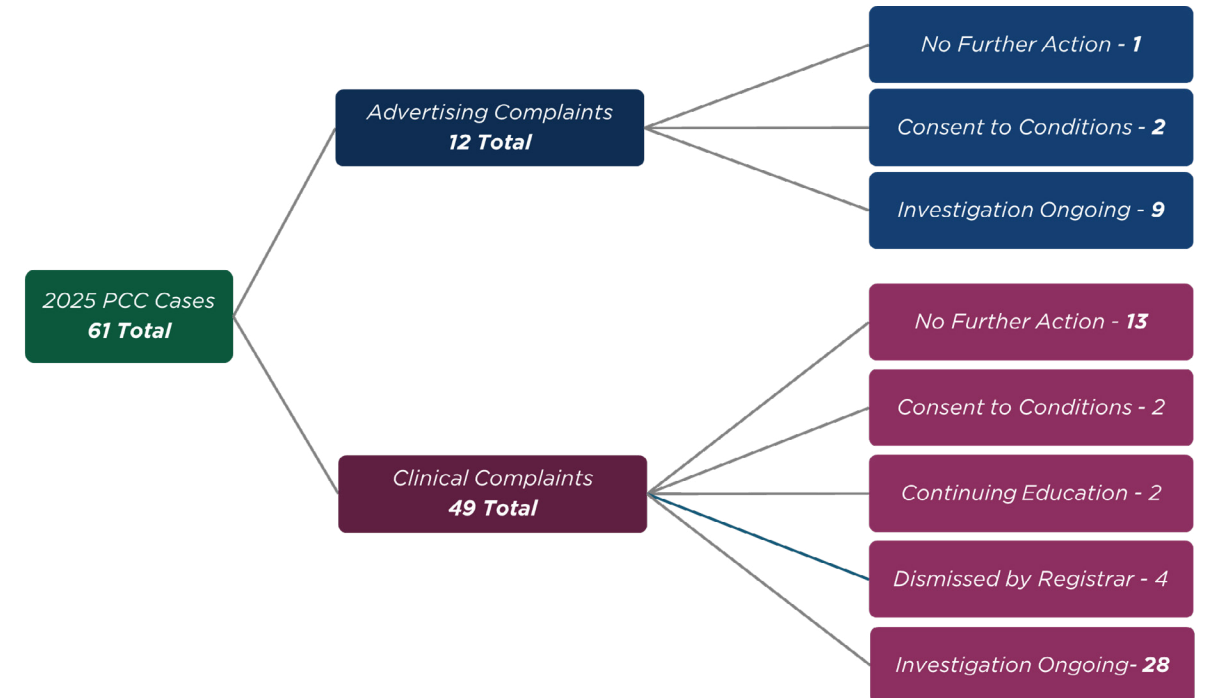 2025 PCC Cases
61 Total
Advertising Complaints
12 Total
No Further Action - 1
Consent to Conditions - 2
Investigation Ongoing - 9
Clinical Complaints
49 Total
No Further Action - 13
Consent to Conditions - 2
Continuing Education - 2
Dismissed by Registrar - 4
Investigation Ongoing- 28